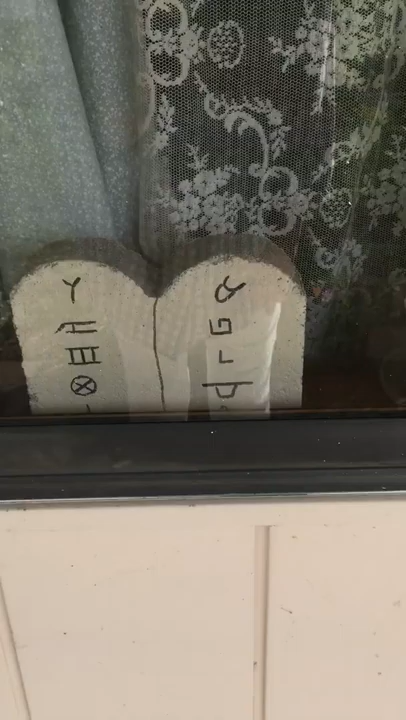 𐤀
𐤁
𐤂
𐤃
𐤅
𐤆
𐤇
𐤈